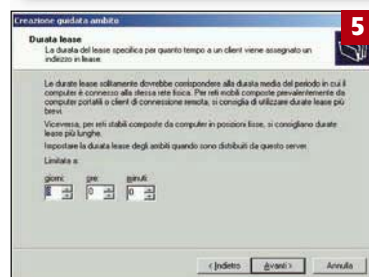 Creazione guidata ambito
5
Durata lease
La durata del lease specifica per quanto tempo a un client viene assegnato un
indirizzo in lease.
Le durate lease solitamente dovrebbe corrispondere alla durata media del periodo in cui il
computer è connesso alla stessa rete fisica. Per reti mobili composte prevalentemente da
computer portatili o client di connessione remota, si consiglia di utilizzare durate lease più
brevi.
Viceversa, per reti stabili composte da computer in posizioni fisse, si consigliano durate
lease più lunghe.
Impostare la durata lease degli ambiti quando sono distribuiti da questo server.
Limitata a:
giorni: ore: minuti:
0 0
< Indietro Avanti > Annulla